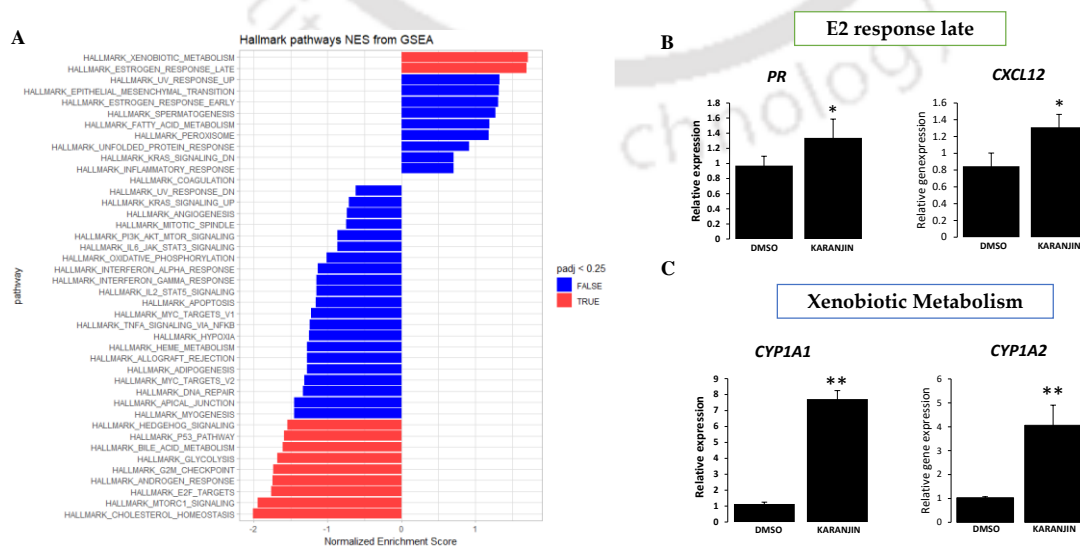 A
Hallmark pathways NES from GSEA
HALLMARK_XENOBIOTIC_METABOLISM
HALLMARK_ESTROGEN_RESPONSE_LATE
HALLMARK_UV_RESPONSE_UP
HALLMARK_EPITHELIAL_MESENCHYMAL_TRANSITION
HALLMARK_ESTROGEN_RESPONSE_EARLY
HALLMARK_SPERMATOGENESIS
HALLMARK_FATTY_ACID_METABOLISM
HALLMARK_PEROXISOME
HALLMARK_UNFOLDED_PROTEIN_RESPONSE
HALLMARK_KRAS_SIGNALING_DN
HALLMARK_INFLAMMATORY_RESPONSE
HALLMARK_COAGULATION
HALLMARK_UV_RESPONSE_DN
HALLMARK_KRAS_SIGNALING_UP
HALLMARK_ANGIOGENESIS
HALLMARK_MITOTIC_SPINDLE
HALLMARK_PI3K_AKT_MTOR_SIGNALING
HALLMARK_IL6_JAK_STAT3_SIGNALING
HALLMARK_OXIDATIVE_PHOSPHORYLATION
HALLMARK_INTERFERON_ALPHA_RESPONSE
HALLMARK_INTERFERON_GAMMA_RESPONSE
HALLMARK_IL2_STAT5_SIGNALING
HALLMARK_APOPTOSIS
HALLMARK_MYC_TARGETS_V1
HALLMARK_TNFA_SIGNALING_VIA_NFKB
HALLMARK_HYPOXIA
HALLMARK_HEME_METABOLISM
HALLMARK_ALLOGRAFT_REJECTION
HALLMARK_ADIPOGENESIS
HALLMARK_MYC_TARGETS_V2
HALLMARK_DNA_REPAIR
HALLMARK_APICAL_JUNCTION
HALLMARK_MYOGENESIS
HALLMARK_HEDGEHOG_SIGNALING
HALLMARK_P53_PATHWAY
HALLMARK_BILE_ACID_METABOLISM
HALLMARK_GLYCOLYSIS
HALLMARK_G2M_CHECKPOINT
HALLMARK_ANDROGEN_RESPONSE
HALLMARK_E2F_TARGETS
HALLMARK_MTORC1_SIGNALING
HALLMARK_CHOLESTEROL_HOMEOSTASIS
pathway
-2 -1 0 1
Normalized Enrichment Score
padj < 0.25
FALSE
TRUE
chnology
B
E2 response late
PR
Relative expression
1.8
1.6
1.4
1.2
1
0.8
0.6
0.4
0.2
0
*
DMSO KARANJIN
CXCL12
Relative genexpression
1.6
1.4
1.2
1
0.8
0.6
0.4
0.2
0
*
DMSO KARANJIN
C
Xenobiotic Metabolism
CYP1A1
Relative expression
9
8
7
6
5
4
3
2
1
0
**
DMSO KARANJIN
CYP1A2
Relative gene expression
6
5
4
3
2
1
0
**
DMSO KARANJIN